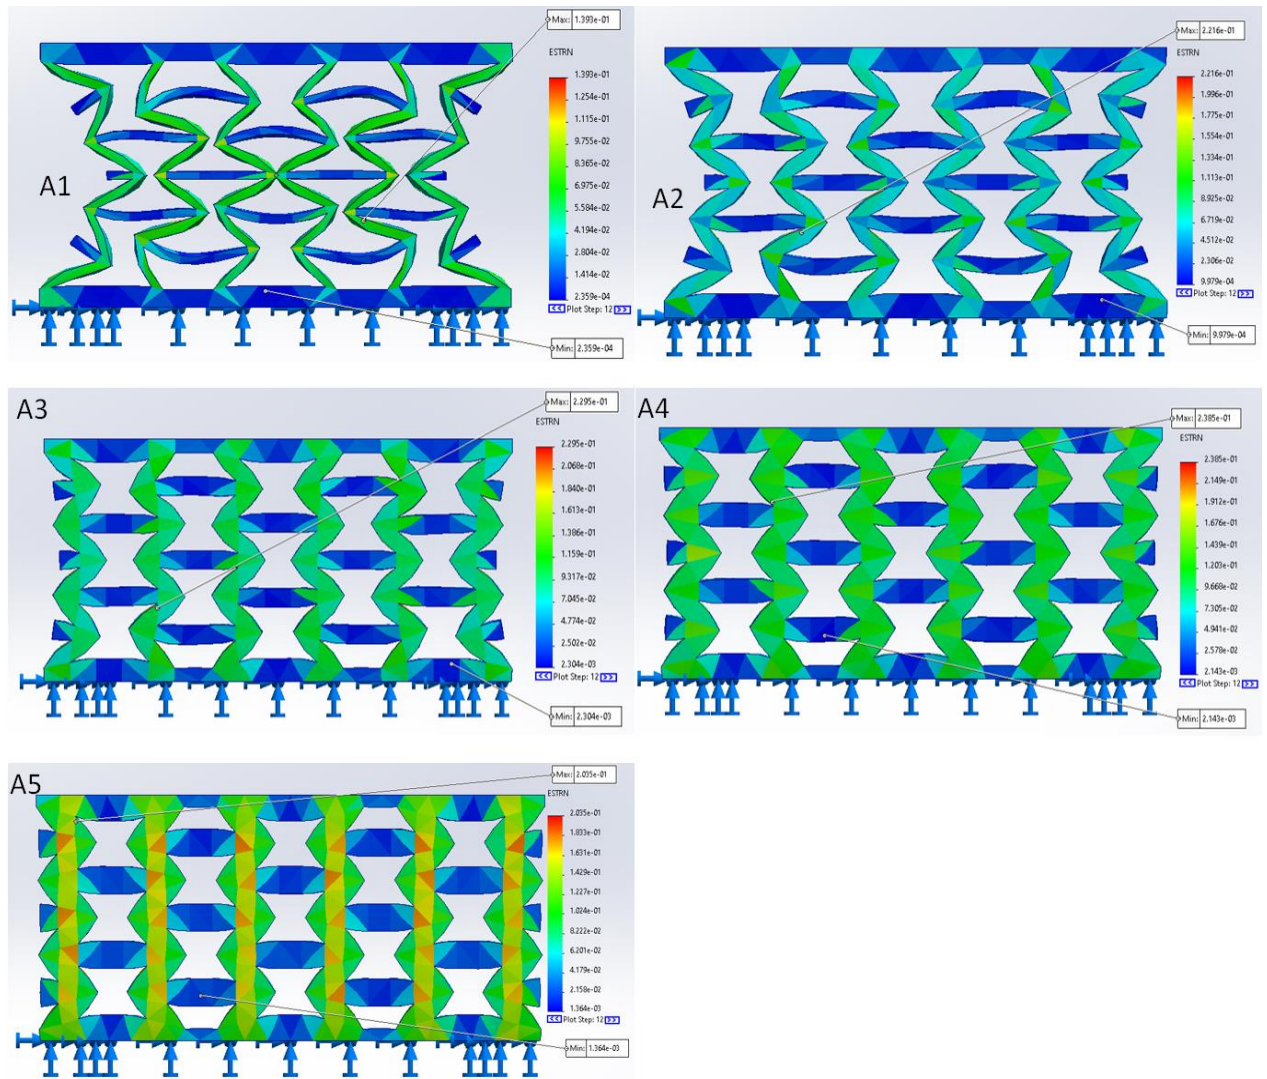 Max: 1.393e-01
ESTRN
1.393e-01
1.254e-01
1.115e-01
9.755e-02
8.365e-02
6.975e-02
5.584e-02
4.194e-02
2.804e-02
1.414e-02
2.359e-04
<< Plot Step: 12 >>
Min: 2.359e-04
A1
Max: 2.216e-01
ESTRN
2.216e-01
1.996e-01
1.775e-01
1.554e-01
1.334e-01
1.113e-01
8.925e-02
6.719e-02
4.512e-02
2.306e-02
9.979e-04
<< Plot Step: 12 >>
Min: 9.979e-04
A2
A3
Max: 2.295e-01
ESTRN
2.295e-01
2.068e-01
1.840e-01
1.613e-01
1.386e-01
1.159e-01
9.317e-02
7.045e-02
4.774e-02
2.502e-02
2.304e-03
<< Plot Step: 12 >>
Min: 2.304e-03
A4
Max: 2.385e-01
ESTRN
2.385e-01
2.149e-01
1.912e-01
1.676e-01
1.439e-01
1.203e-01
9.668e-02
7.305e-02
4.941e-02
2.578e-02
2.143e-03
<< Plot Step: 12 >>
Min: 2.143e-03
A5
Max: 2.035e-01
ESTRN
2.035e-01
1.833e-01
1.631e-01
1.429e-01
1.227e-01
1.024e-01
8.222e-02
6.201e-02
4.179e-02
2.158e-02
1.364e-03
<< Plot Step: 12 >>
Min: 1.364e-03